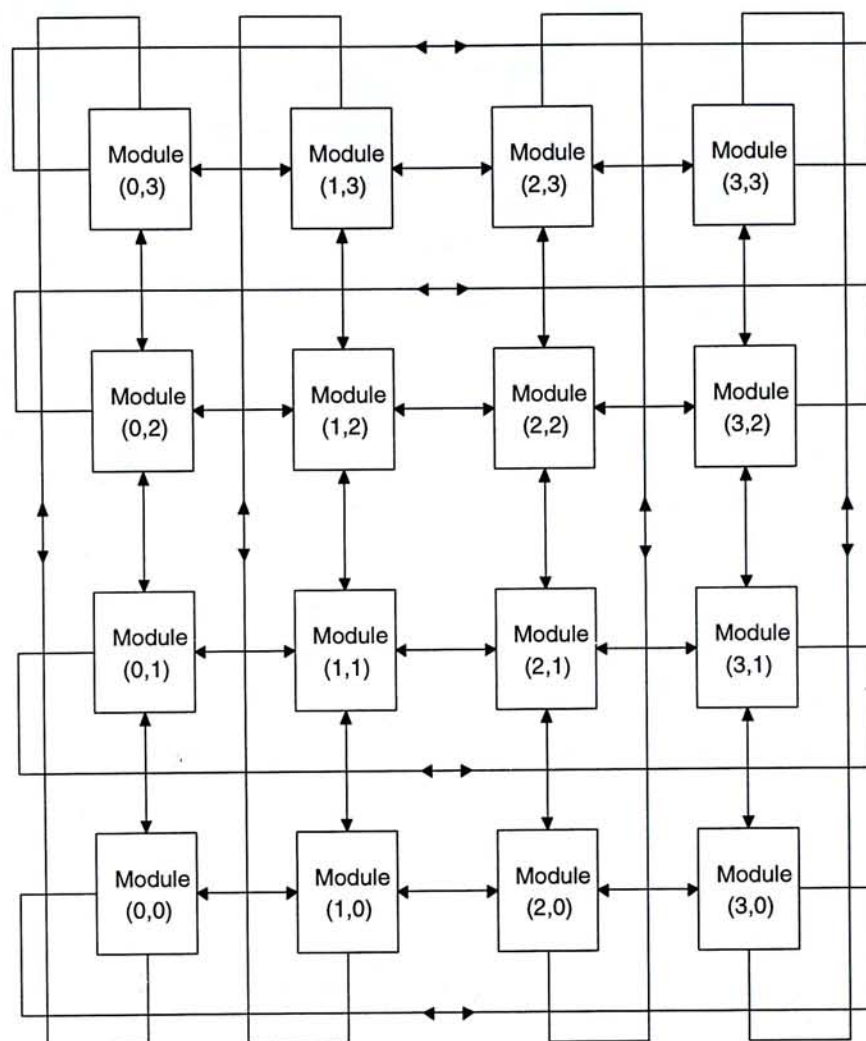 Module
(0,3)
Module
(1,3)
Module
(2,3)
Module
(3,3)
Module
(0,2)
Module
(1,2)
Module
(2,2)
Module
(3,2)
Module
(0,1)
Module
(1,1)
Module
(2,1)
Module
(3,1)
Module
(0,0)
Module
(1,0)
Module
(2,0)
Module
(3,0)